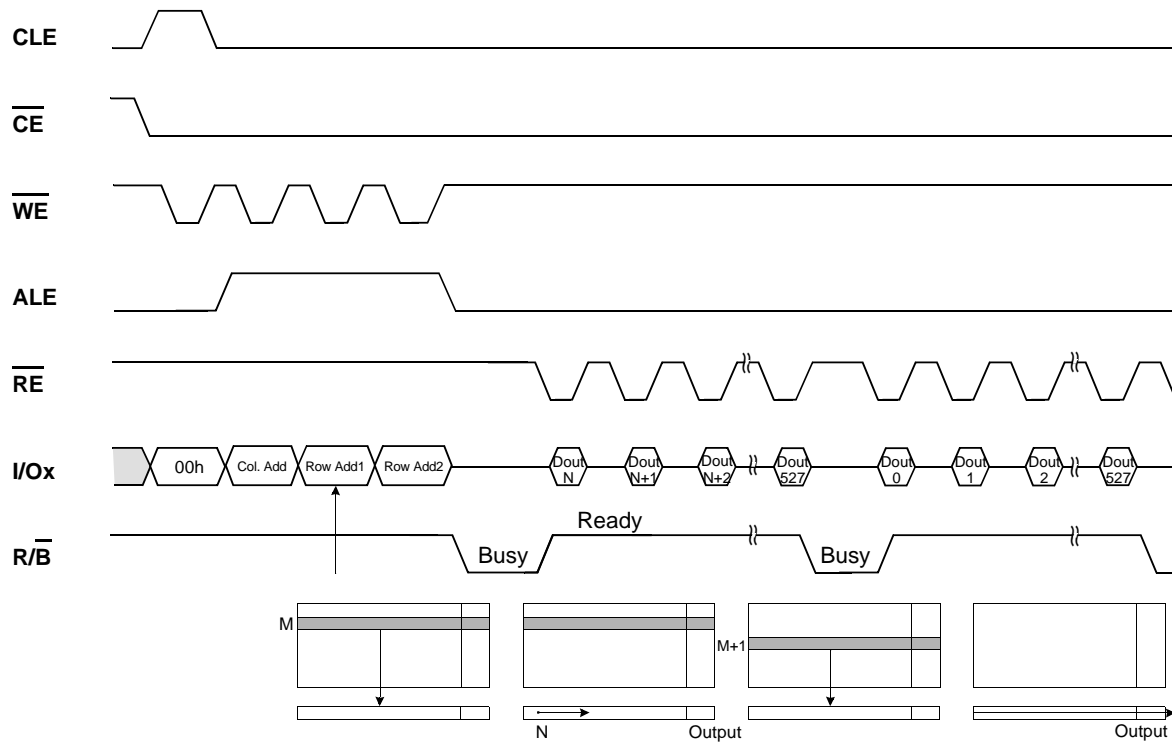 CLE
CE
WE
ALE
RE
I/Ox
00h
Col. Add
Row Add1
Row Add2
Dout
N
Dout
N+1
Dout
N+2
Dout
527
Dout
0
Dout
1
Dout
2
Dout
527
R/B
Busy
Ready
Busy
M
M+1
N
Output
Output